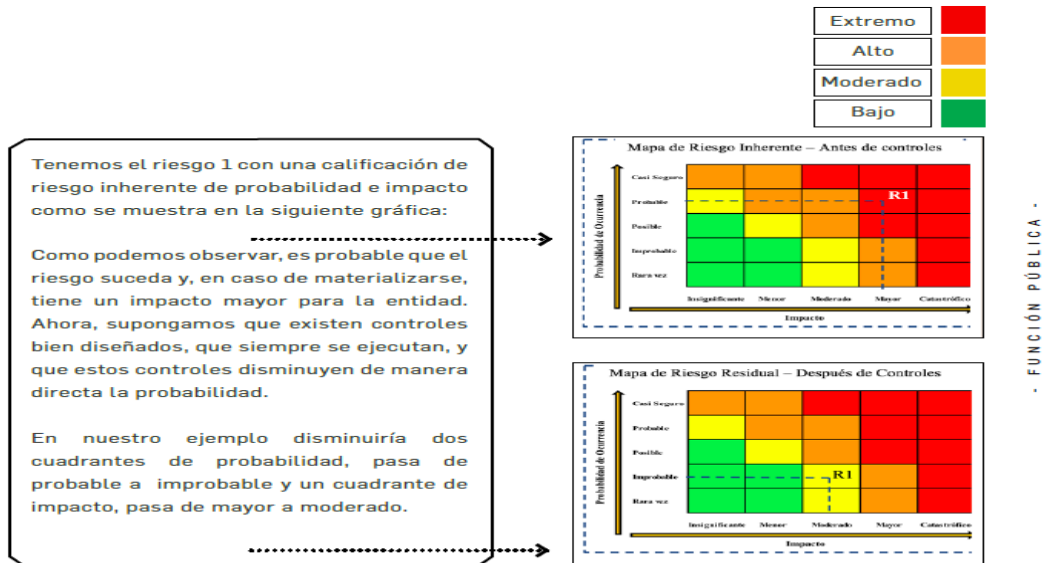 Extremo
Alto
Moderado
Bajo
Tenemos el riesgo 1 con una calificación de
riesgo inherente de probabilidad e impacto
como se muestra en la siguiente gráfica:
Como podemos observar, es probable que el
riesgo suceda y, en caso de materializarse,
tiene un impacto mayor para la entidad.
Ahora, supongamos que existen controles
bien diseñados, que siempre se ejecutan, y
que estos controles disminuyen de manera
directa la probabilidad.
En nuestro ejemplo disminuiría dos
cuadrantes de probabilidad, pasa de
probable a improbable y un cuadrante de
impacto, pasa de mayor a moderado.
Mapa de Riesgo Inherente – Antes de controles
Probabilidad de Ocurrencia
Casi Seguro
Probable
R1
Posible
Improbable
Rara vez
Insignificante Menor Moderado Mayor Catastrófico
Impacto
Mapa de Riesgo Residual – Después de Controles
Probabilidad de Ocurrencia
Casi Seguro
Probable
Posible
Improbable
R1
Rara vez
Insignificante Menor Moderado Mayor Catastrófico
Impacto
- FUNCIÓN PÚBLICA -